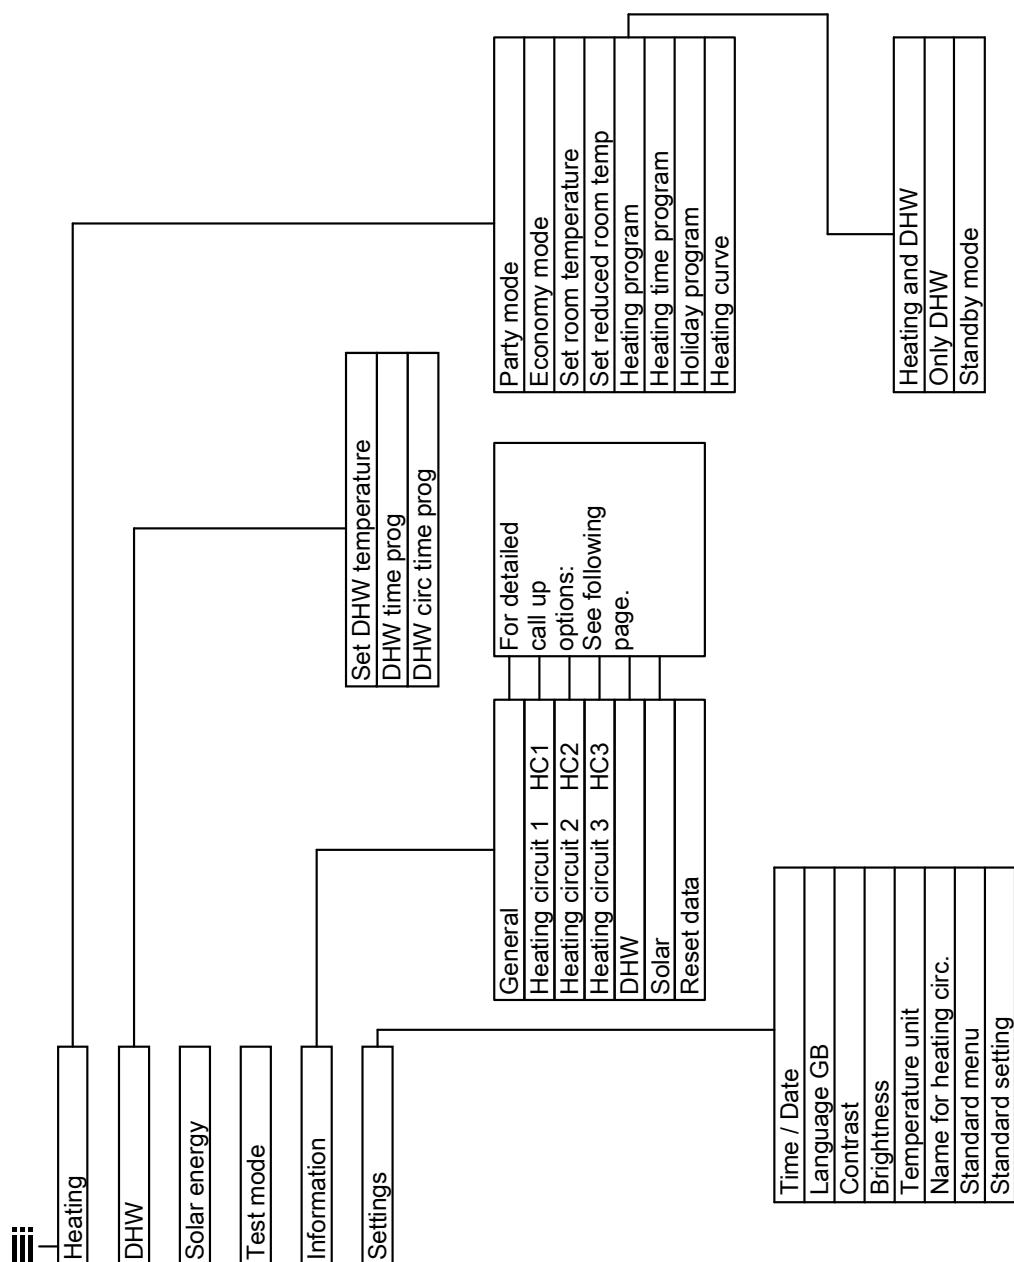 Heating
DHW
Solar energy
Test mode
Information
Settings
Set DHW temperature
DHW time prog
DHW circ time prog
Party mode
Economy mode
Set room temperature
Set reduced room temp
Heating program
Heating time program
Holiday program
Heating curve
General
Heating circuit 1 HC1
Heating circuit 2 HC2
Heating circuit 3 HC3
DHW
Solar
Reset data
For detailed
call up
options:
See following
page.
Heating and DHW
Only DHW
Standby mode
Time / Date
Language GB
Contrast
Brightness
Temperature unit
Name for heating circ.
Standard menu
Standard setting